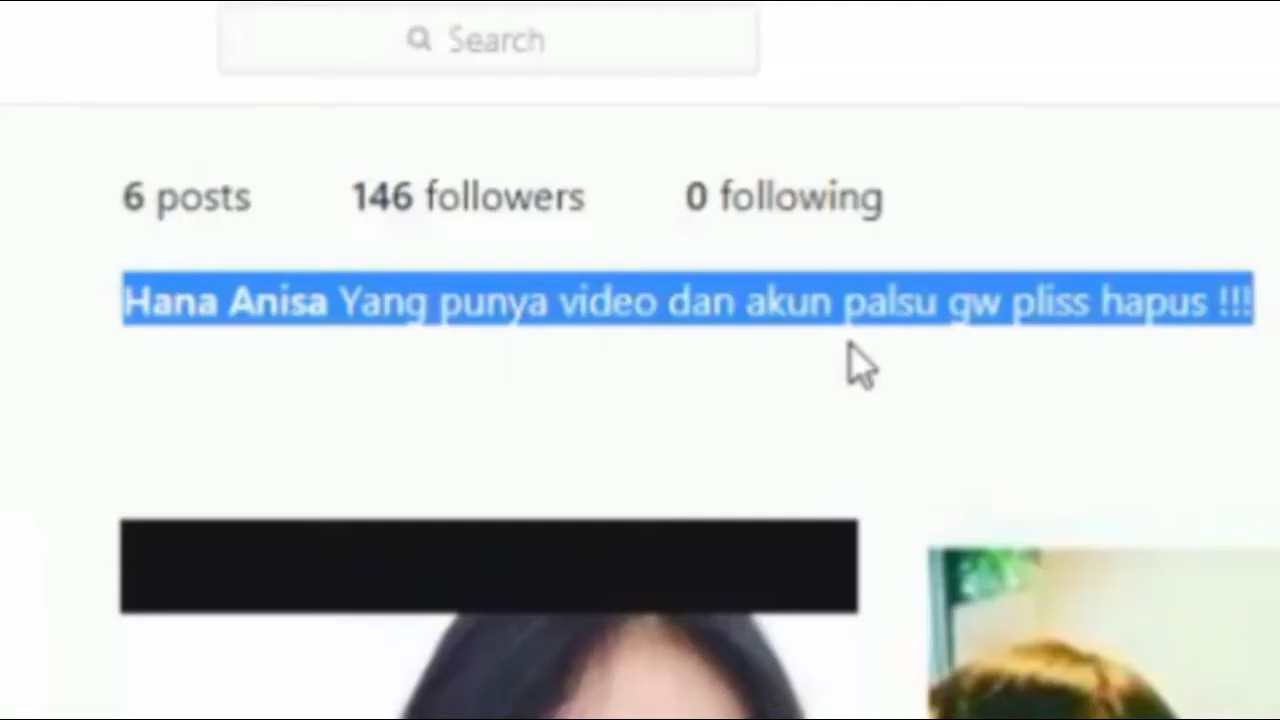 Search
6 posts 146 followers 0 following
Hana Anisa Yang punya video dan akun palsu gw pliss hapus !!!